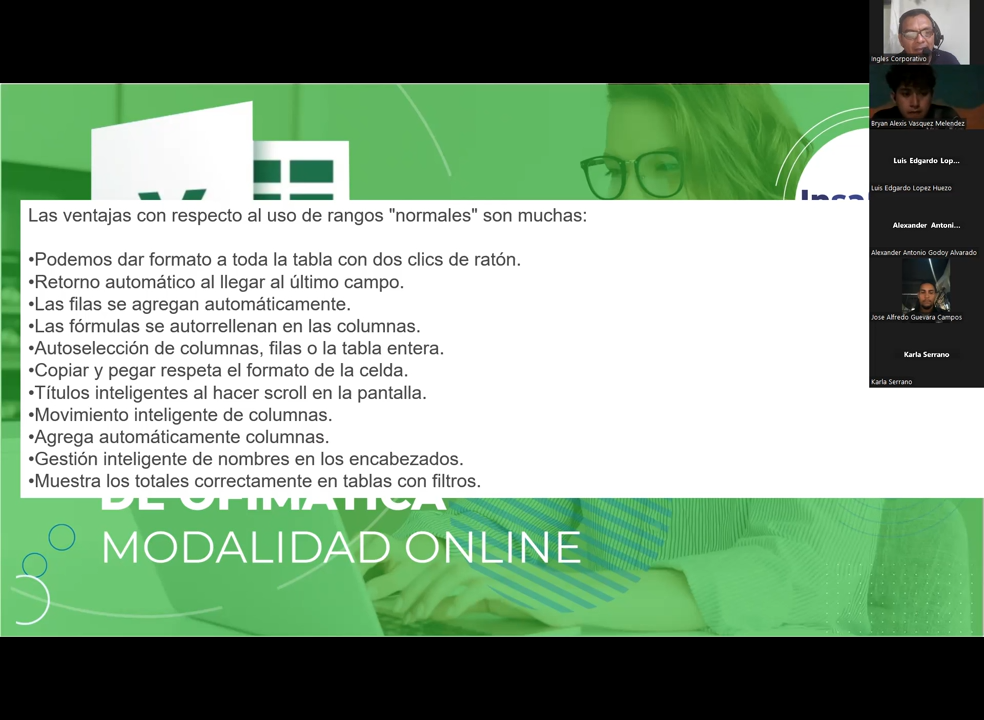 Ingles Corporativo
Bryan Alexis Vasquez Melendez
Luis Edgardo Lop...
Luis Edgardo Lopez Huezo
Alexander Antoni...
Alexander Antonio Godoy Alvarado
Jose Alfredo Guevara Campos
Karla Serrano
Karla Serrano
Las ventajas con respecto al uso de rangos "normales" son muchas:
•Podemos dar formato a toda la tabla con dos clics de ratón.
•Retorno automático al llegar al último campo.
•Las filas se agregan automáticamente.
•Las fórmulas se autorrellenan en las columnas.
•Autoselección de columnas, filas o la tabla entera.
•Copiar y pegar respeta el formato de la celda.
•Títulos inteligentes al hacer scroll en la pantalla.
•Movimiento inteligente de columnas.
•Agrega automáticamente columnas.
•Gestión inteligente de nombres en los encabezados.
•Muestra los totales correctamente en tablas con filtros.
MODALIDAD ONLINE